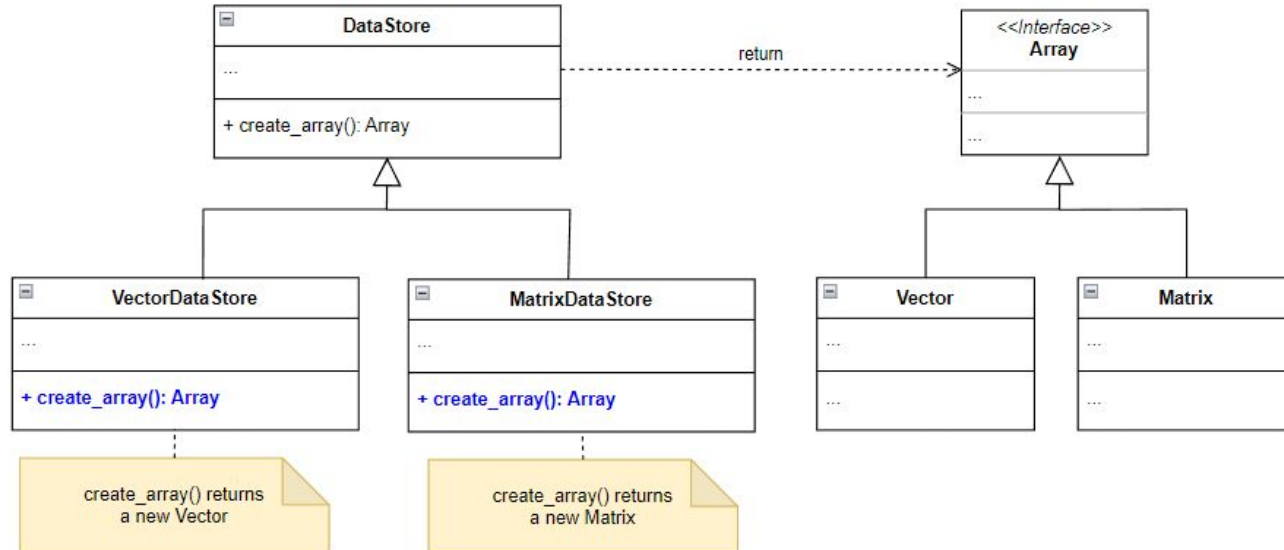 DataStore
...
+ create_array(): Array
return
<<Interface>>
Array
...
...
VectorDataStore
...
+ create_array(): Array
MatrixDataStore
...
+ create_array(): Array
Vector
...
...
Matrix
...
...
create_array() returns
a new Vector
create_array() returns
a new Matrix